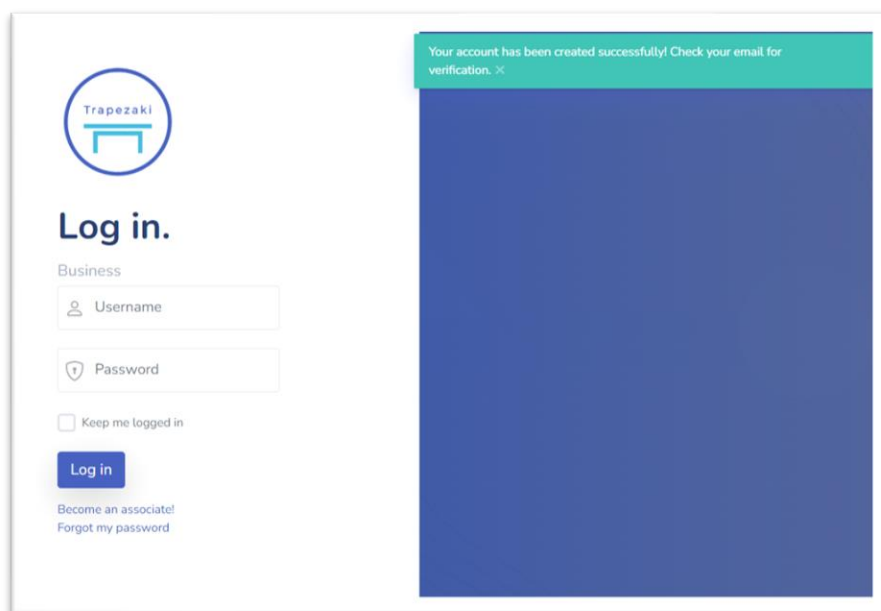 Trapezaki
Log in.
Business
Username
Password
Keep me logged in
Log in
Become an associate!
Forgot my password
Your account has been created successfully! Check your email for
verification. ×